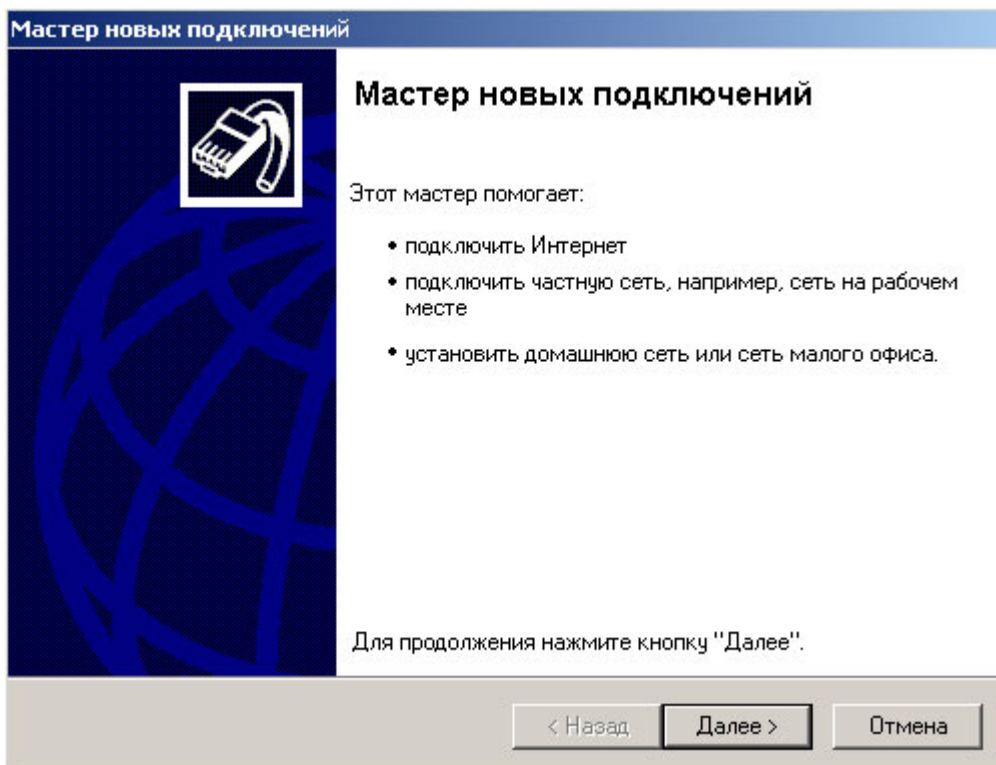 Мастер новых подключений
Мастер новых подключений
Этот мастер помогает:
• подключить Интернет
• подключить частную сеть, например, сеть на рабочем
месте
• установить домашнюю сеть или сеть малого офиса.
Для продолжения нажмите кнопку "Далее".
< Назад
Далее >
Отмена